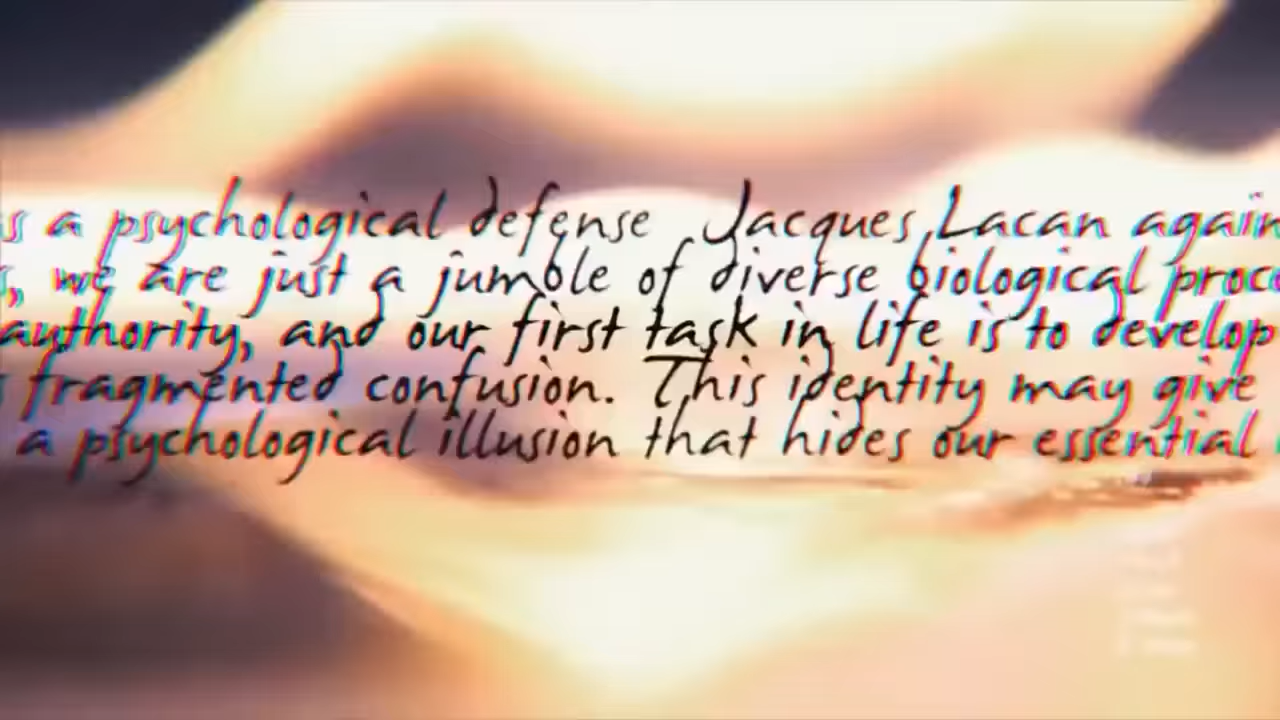 s a psychological defense Jacques Lacan again
s, we are just a jumble of diverse biological proce
authority, and our first task in life is to develop
s fragmented confusion. This identity may give
a psychological illusion that hides our essential